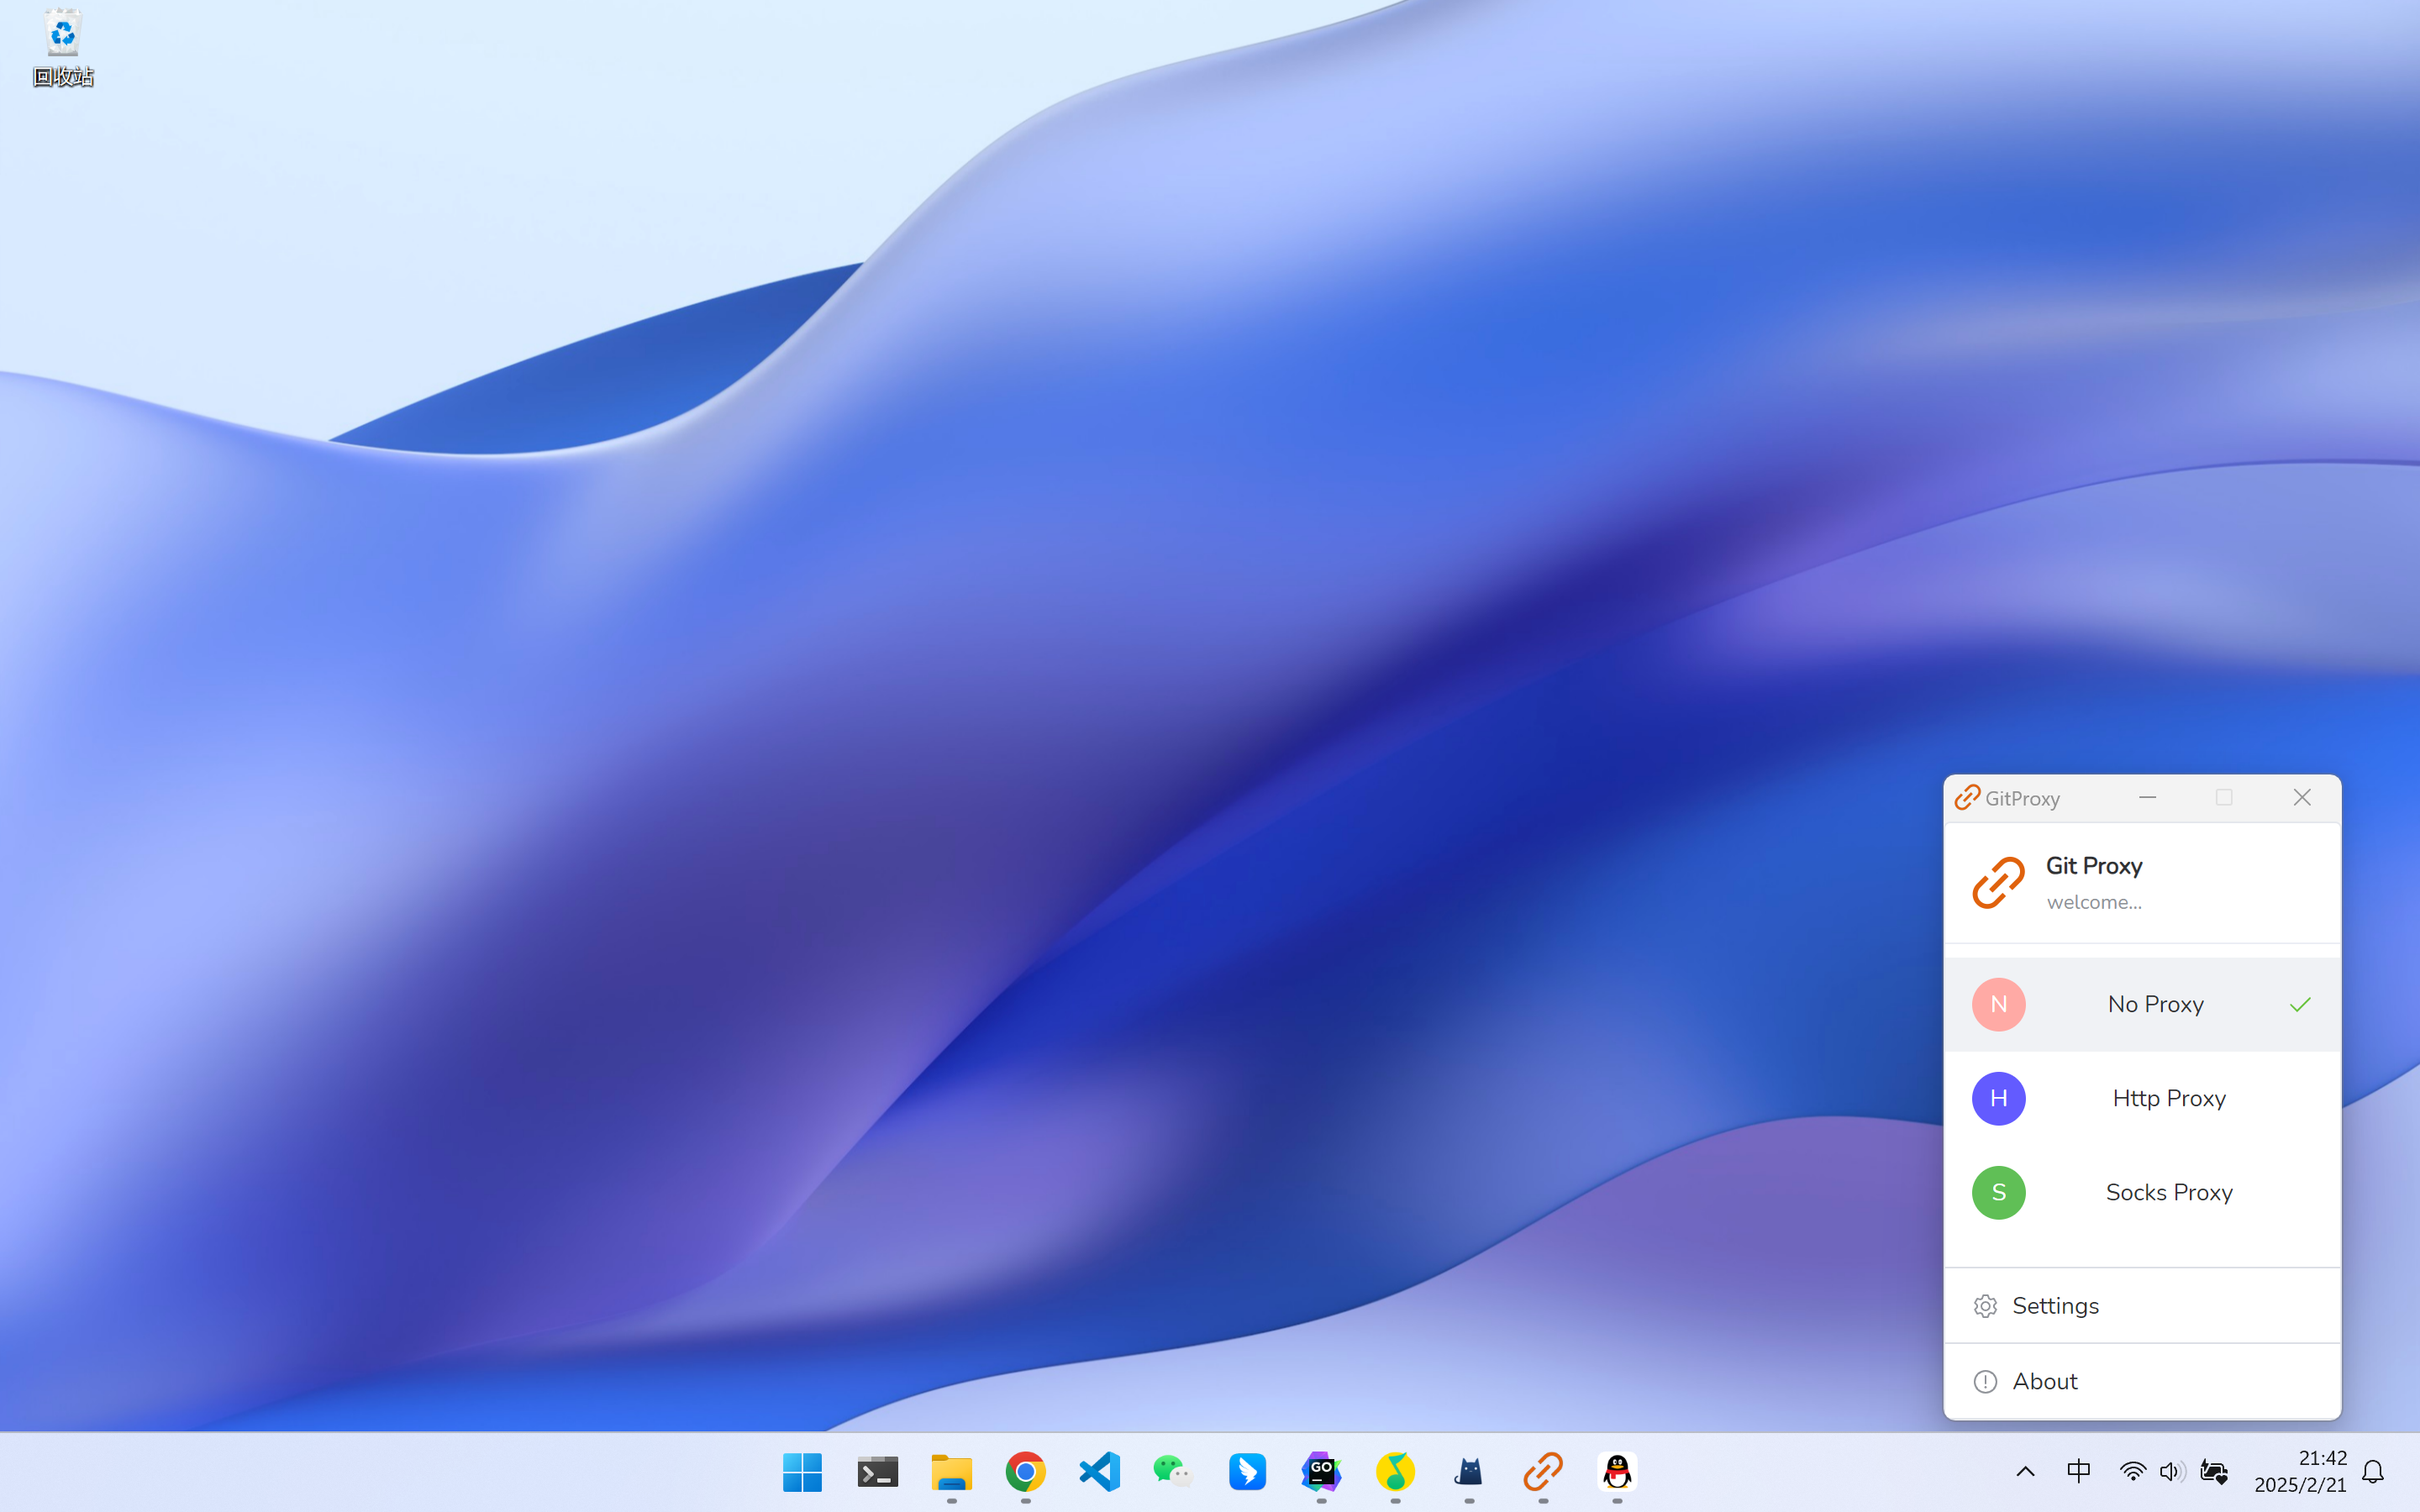 回收站
GitProxy
Git Proxy
welcome...
N No Proxy
H Http Proxy
S Socks Proxy
Settings
About
GO
中
21:42
2025/2/21